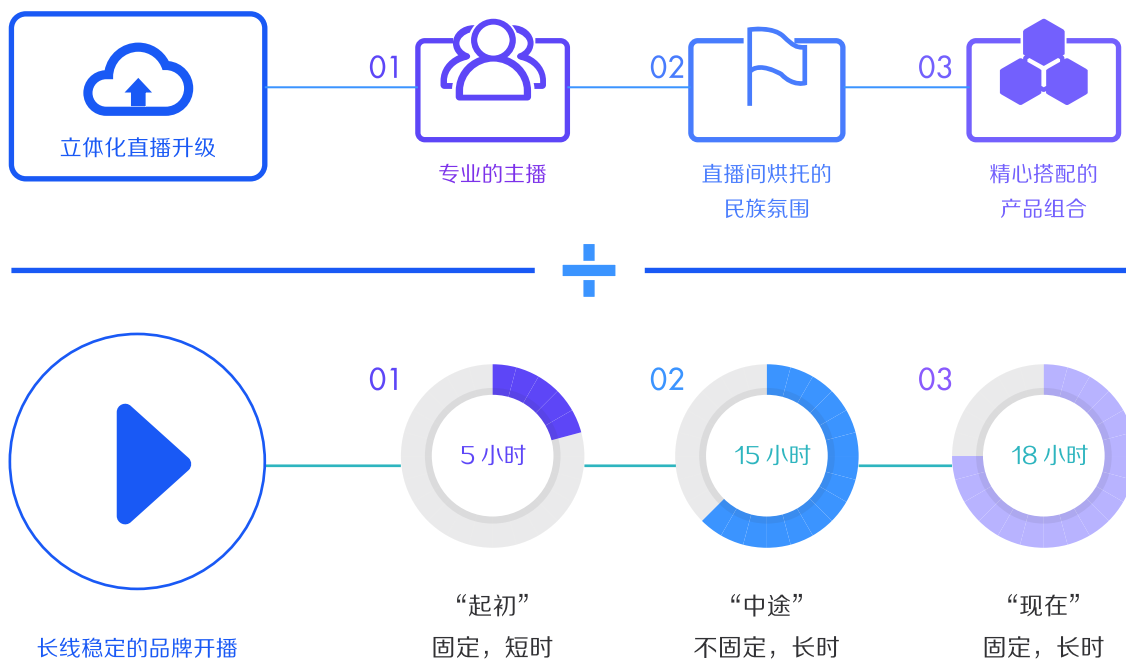 立体化直播升级
01
专业的主播
02
直播间烘托的
民族氛围
03
精心搭配的
产品组合
长线稳定的品牌开播
01
5 小时
“起初”
固定，短时
02
15 小时
“中途”
不固定，长时
03
18 小时
“现在”
固定，长时